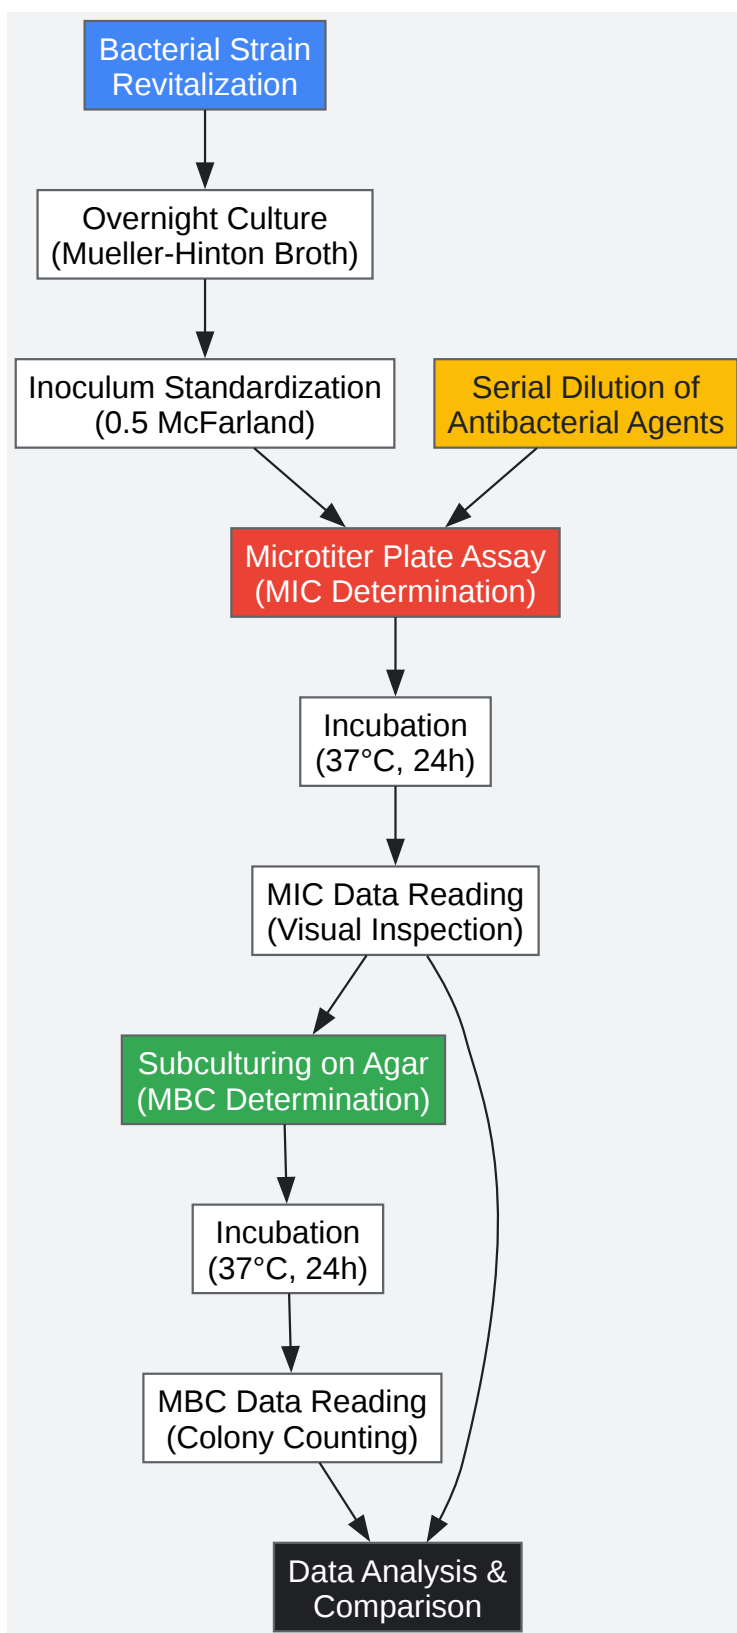 Bacterial Strain
Revitalization
Overnight Culture
(Mueller-Hinton Broth)
Inoculum Standardization
(0.5 McFarland)
Serial Dilution of
Antibacterial Agents
Microtiter Plate Assay
(MIC Determination)
Incubation
(37°C, 24h)
MIC Data Reading
(Visual Inspection)
Subculturing on Agar
(MBC Determination)
Incubation
(37°C, 24h)
MBC Data Reading
(Colony Counting)
Data Analysis &
Comparison